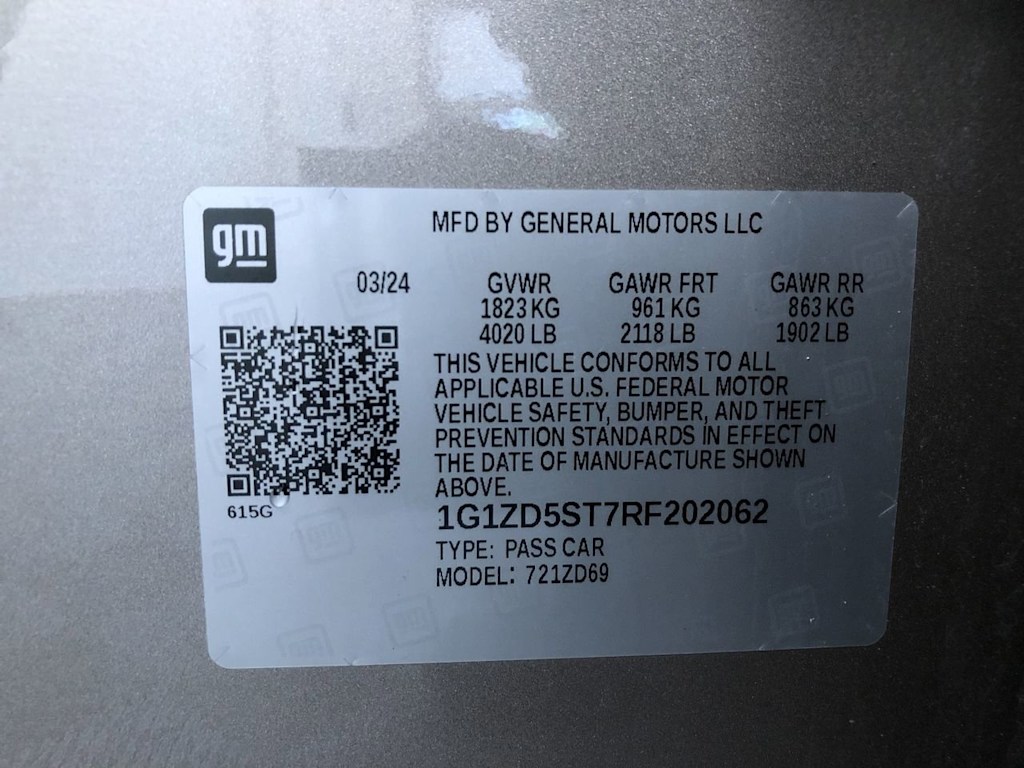 gm
MFD BY GENERAL MOTORS LLC
03/24 GVWR GAWR FRT GAWR RR
1823 KG 961 KG 863 KG
4020 LB 2118 LB 1902 LB
THIS VEHICLE CONFORMS TO ALL
APPLICABLE U.S. FEDERAL MOTOR
VEHICLE SAFETY, BUMPER, AND THEFT
PREVENTION STANDARDS IN EFFECT ON
THE DATE OF MANUFACTURE SHOWN
ABOVE.
615G
1G1ZD5ST7RF202062
TYPE: PASS CAR
MODEL: 721ZD69